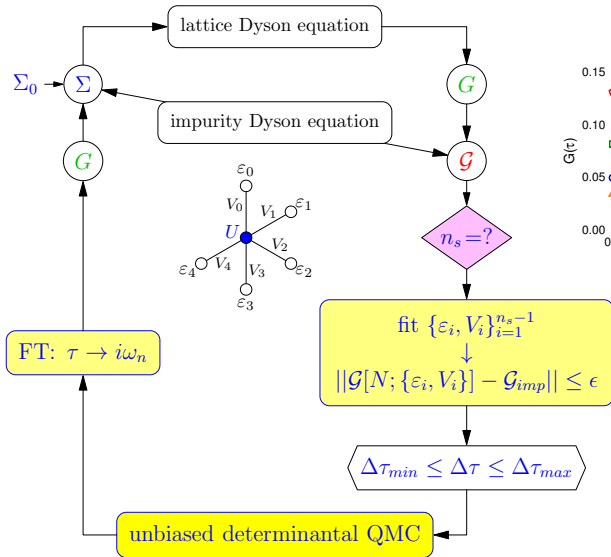 lattice Dyson equation
Σ₀
Σ
G
impurity Dyson equation
G
𝒢
ε₀
V₀
V₁
ε₁
U
nₛ=?
V₂
V₄
V₃
ε₄
ε₂
ε₃
fit {εᵢ, Vᵢ}ᵢ₌₁ⁿˢ⁻¹
↓
FT: τ → iωₙ
||𝒢[N; {εᵢ, Vᵢ}] − 𝒢ᵢₘₚ|| ≤ ϵ
Δτₘᵢₙ ≤ Δτ ≤ Δτₘₐₓ
unbiased determinantal QMC
0.15
0.10
G(τ)
0.05
0.00
0